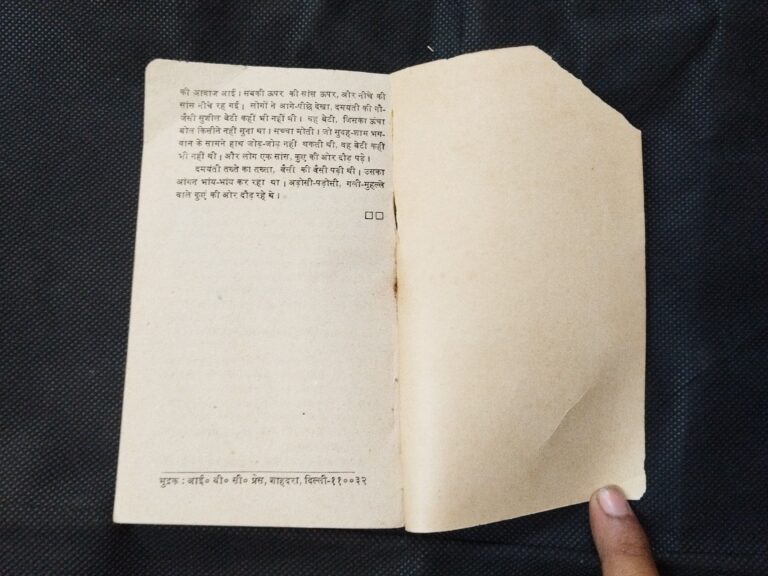 की आवाज आई। सबकी ऊपर की सांस ऊपर, और नीचे की
सांस नीचे रह गई। लोगों ने आगे-पीछे देखा, दमयंती की गौ-
जैसी सुशील बेटी कहीं भी नहीं थी। वह बेटी, जिसका ऊंचा
बोल किसीने नहीं सुना था। सच्चा मोती। जो सुबह-शाम भग-
वान के सामने हाथ जोड़-जोड़ नहीं थकती थी, वह बेटी कहीं
भी नहीं थी। और लोग एक सांस, कुएं की ओर दौड़ पड़े।
दमयंती तख्ते का तख्ता, वैसी की वैसी पड़ी थी। उसका
आंगन भांय-भांय कर रहा था। अड़ोसी-पड़ोसी, गली-मुहल्ले
वाले कुएं की ओर दौड़ रहे थे।
मुद्रक : आई० बी० सी० प्रेस, शाहदरा, दिल्ली-११००३२